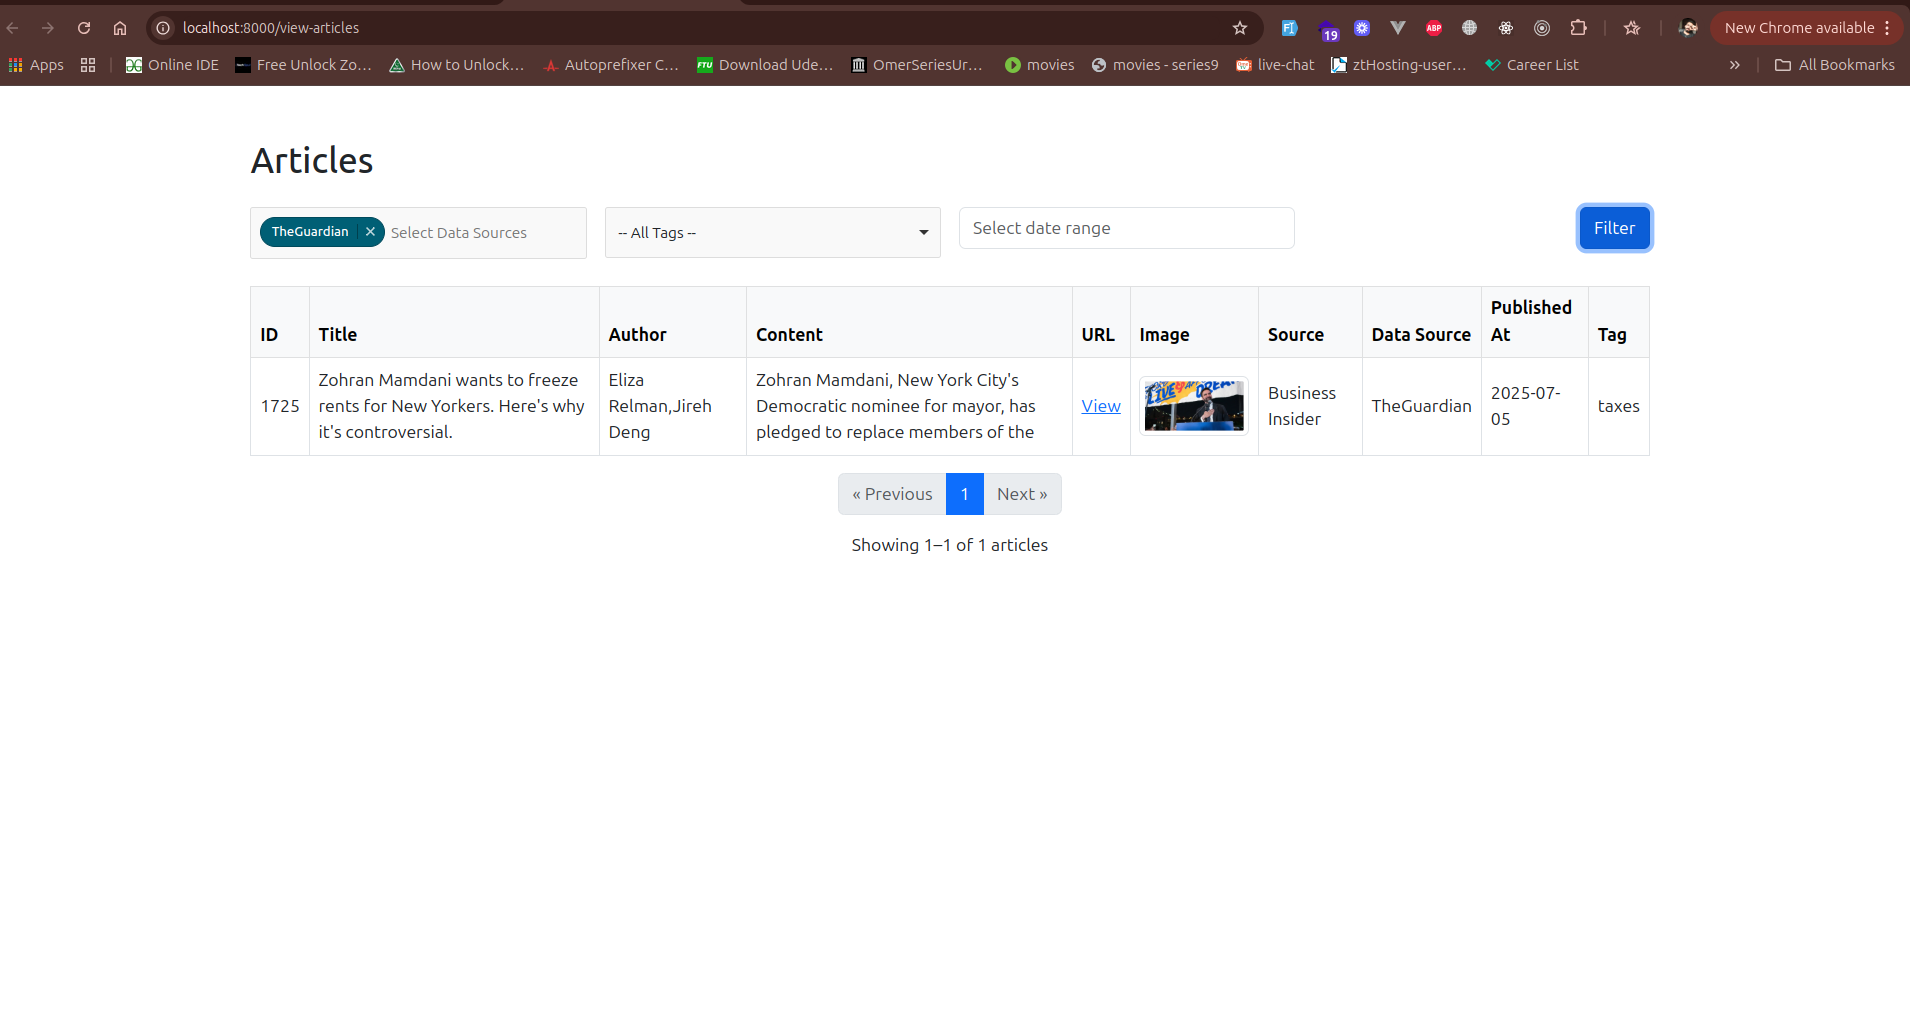 localhost:8000/view-articles
19
ABP
New Chrome available
Apps
Online IDE
Free Unlock Zo...
How to Unlock...
Autoprefixer C...
FTU
Download Ude...
OmerSeriesUr...
movies
movies - series9
live-chat
ztHosting-user...
Career List
»
All Bookmarks
Articles
TheGuardian
Select Data Sources
-- All Tags --
Select date range
Filter
ID
Title
Author
Content
URL
Image
Source
Data Source
Published
At
Tag
1725
Zohran Mamdani wants to freeze
rents for New Yorkers. Here's why
it's controversial.
Eliza
Relman,Jireh
Deng
Zohran Mamdani, New York City's
Democratic nominee for mayor, has
pledged to replace members of the
View
Business
Insider
TheGuardian
2025-07-
05
taxes
« Previous
1
Next »
Showing 1–1 of 1 articles